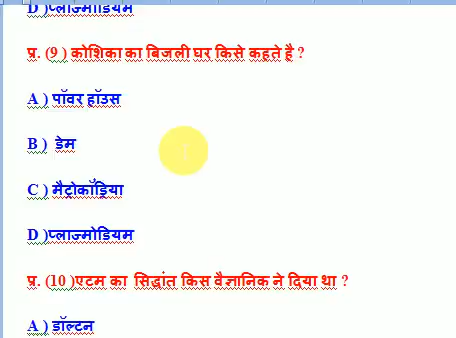 D )प्लाज्मोडियम
प्र. (9 ) कोशिका का बिजली घर किसे कहते है ?
A ) पॉवर हॉउस
B ) डेम
C ) मैट्रोकॉड्रिया
D )प्लाज्मोडियम
प्र. (10 )एटम का सिद्धांत किस वैज्ञानिक ने दिया था ?
A ) डॉल्टन